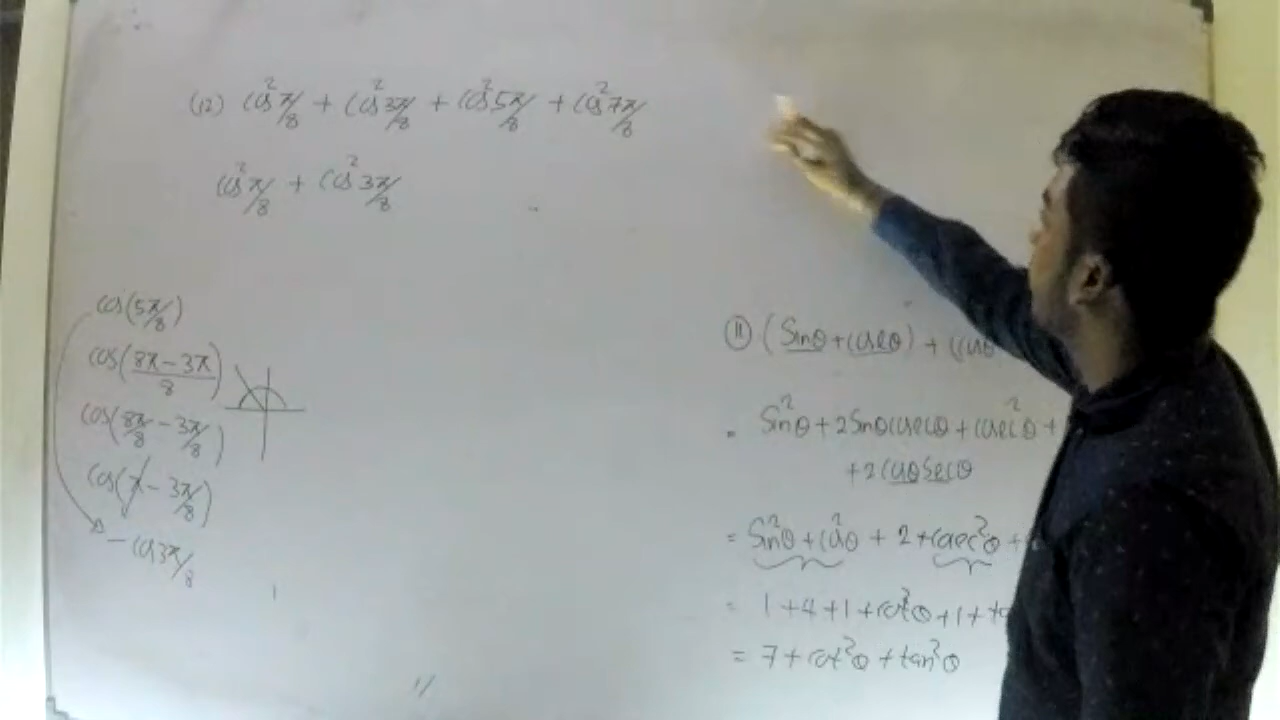 (12) cos²π/8 + cos²3π/8 + cos²5π/8 + cos²7π/8
cos²π/8 + cos²3π/8
cos(5π/8)
cos(8π-3π/8)
cos(8π/8 - 3π/8)
cos(π - 3π/8)
- cos3π/8
(11) (Sinθ + cosecθ) + (cosθ
= Sin²θ + 2Sinθcosecθ + cosec²θ +
+2cosθSecθ
= Sin²θ + cos²θ + 2 + cosec²θ +
= 1+4+1+cot²θ+1+
= 7+cot²θ+tan²θ